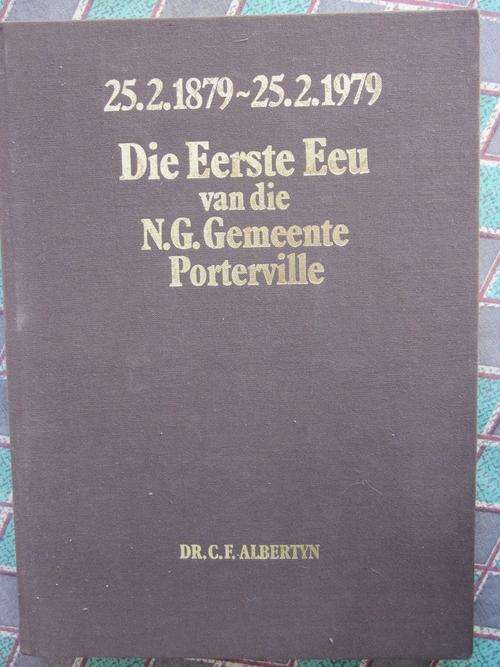 25.2.1879~25.2.1979
Die Eerste Eeu
van die
N.G. Gemeente
Porterville
DR. C. F. ALBERTYN